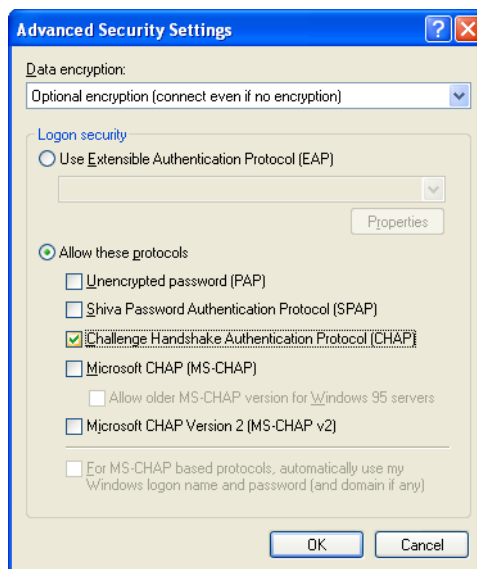 Advanced Security Settings
Data encryption:
Optional encryption (connect even if no encryption)
Logon security
Use Extensible Authentication Protocol (EAP)
Properties
Allow these protocols
Unencrypted password (PAP)
Shiva Password Authentication Protocol (SPAP)
Challenge Handshake Authentication Protocol (CHAP)
Microsoft CHAP (MS-CHAP)
Allow older MS-CHAP version for Windows 95 servers
Microsoft CHAP Version 2 (MS-CHAP v2)
For MS-CHAP based protocols, automatically use my
Windows logon name and password (and domain if any)
OK Cancel